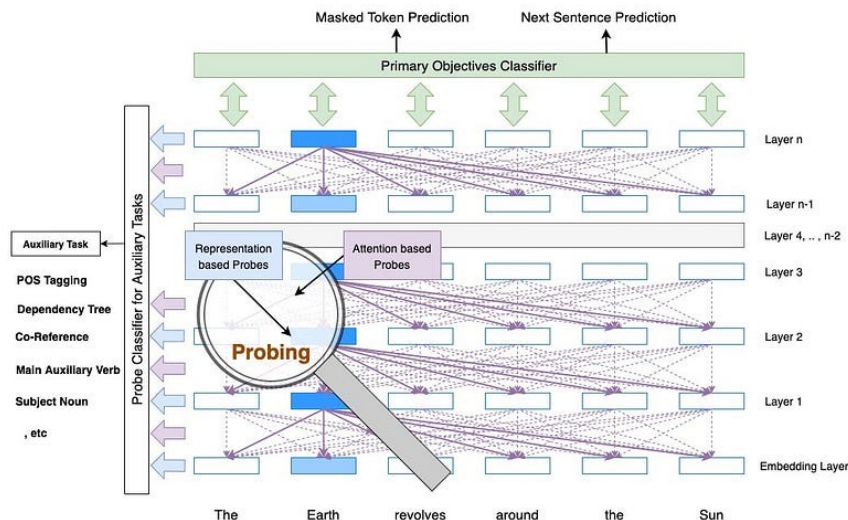 Masked Token Prediction
Next Sentence Prediction
Primary Objectives Classifier
Layer n
Layer n-1
Layer 4, .. , n-2
Auxiliary Task
Representation
based Probes
Attention based
Probes
Layer 3
POS Tagging
Dependency Tree
Co-Reference
Layer 2
Probing
Main Auxiliary Verb
Subject Noun
Layer 1
, etc
Embedding Layer
Probe Classifier for Auxiliary Tasks
The Earth revolves around the Sun